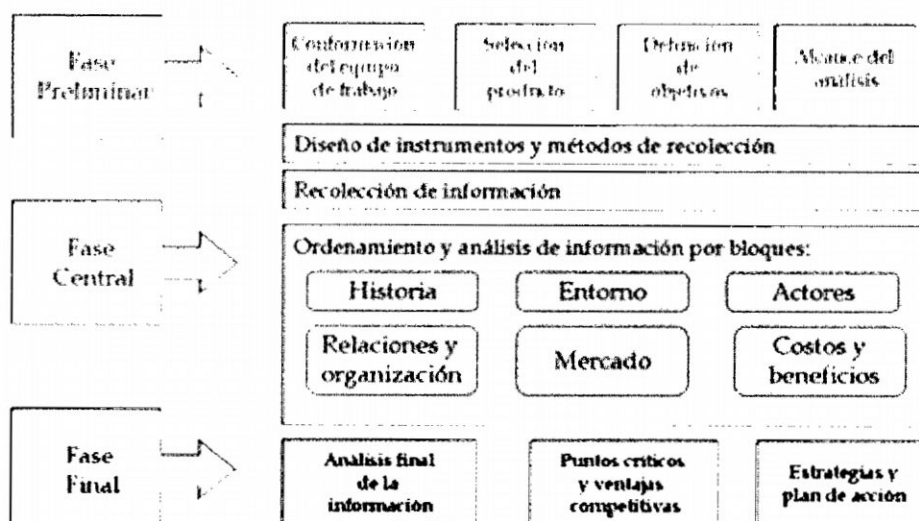 Fase
Preliminar
Conformación
del equipo
de trabajo
Selección
del
producto
Definición
de
objetivos
Alcance del
análisis
Diseño de instrumentos y métodos de recolección
Recolección de información
Fase
Central
Ordenamiento y análisis de información por bloques:
Historia
Entorno
Actores
Relaciones y
organización
Mercado
Costos y
beneficios
Fase
Final
Análisis final
de la
información
Puntos críticos
y ventajas
competitivas
Estrategias y
plan de acción